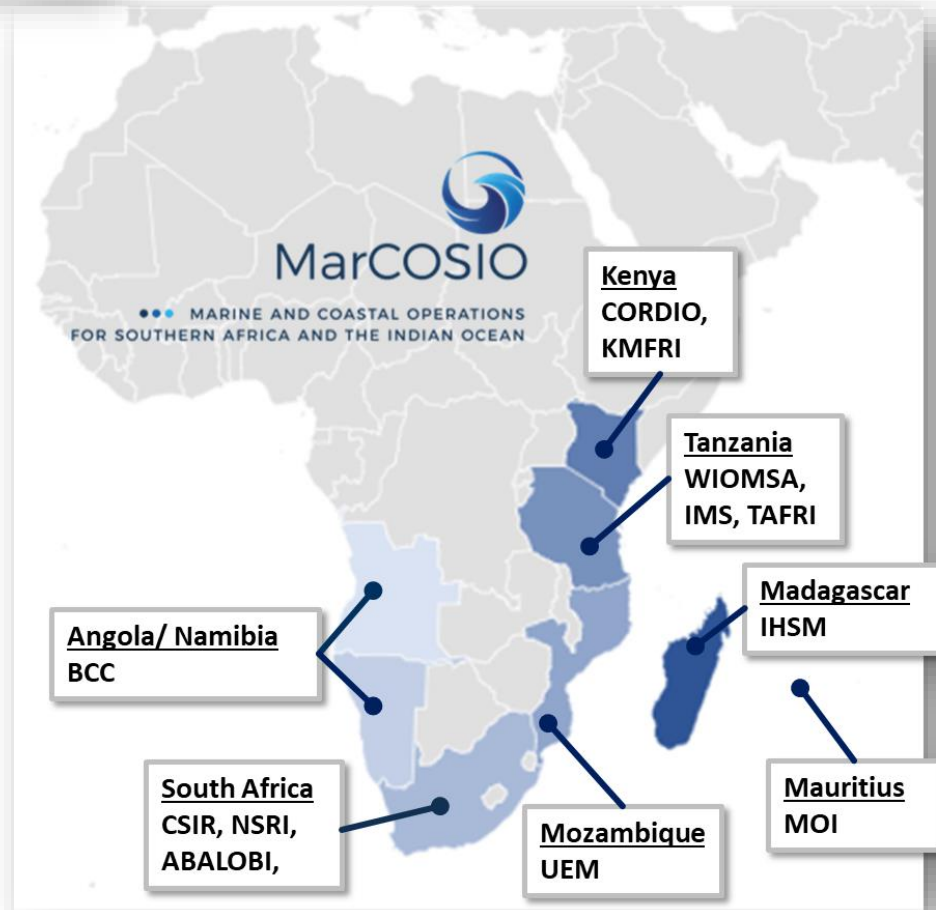 MarCOSIO
MARINE AND COASTAL OPERATIONS
FOR SOUTHERN AFRICA AND THE INDIAN OCEAN
Kenya
CORDIO,
KMFRI
Tanzania
WIOMSA,
IMS, TAFRI
Madagascar
IHSM
Angola/ Namibia
BCC
South Africa
CSIR, NSRI,
ABALOBI,
Mozambique
UEM
Mauritius
MOI